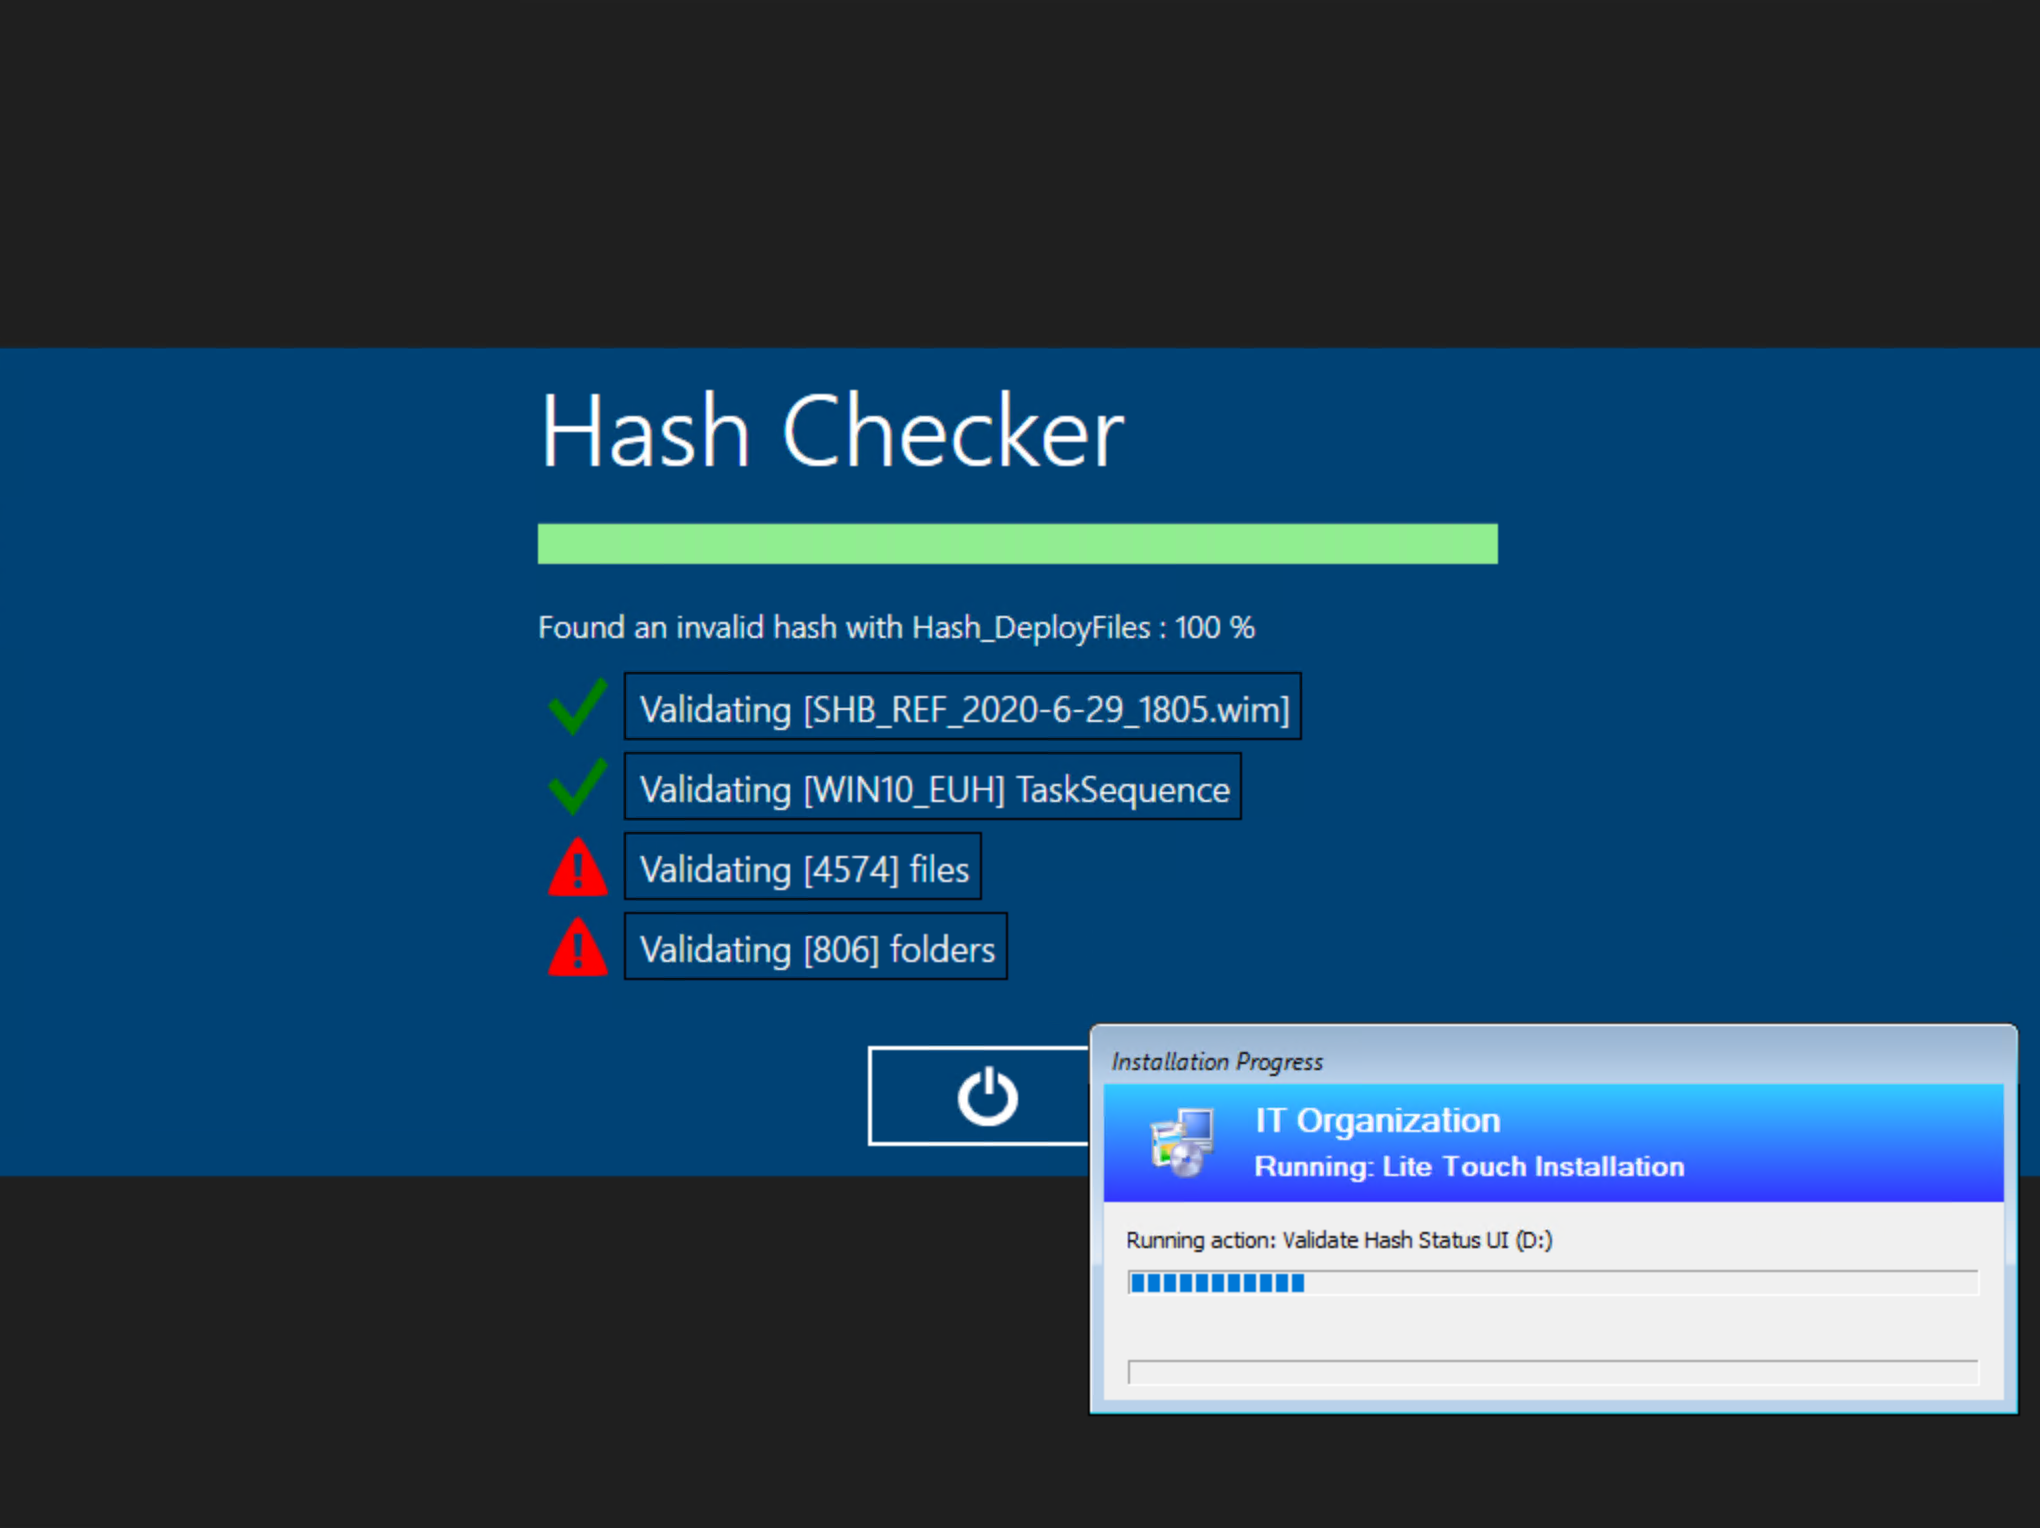 Hash Checker
Found an invalid hash with Hash_DeployFiles : 100 %
Validating [SHB_REF_2020-6-29_1805.wim]
Validating [WIN10_EUH] TaskSequence
Validating [4574] files
Validating [806] folders
Installation Progress
IT Organization
Running: Lite Touch Installation
Running action: Validate Hash Status UI (D:)